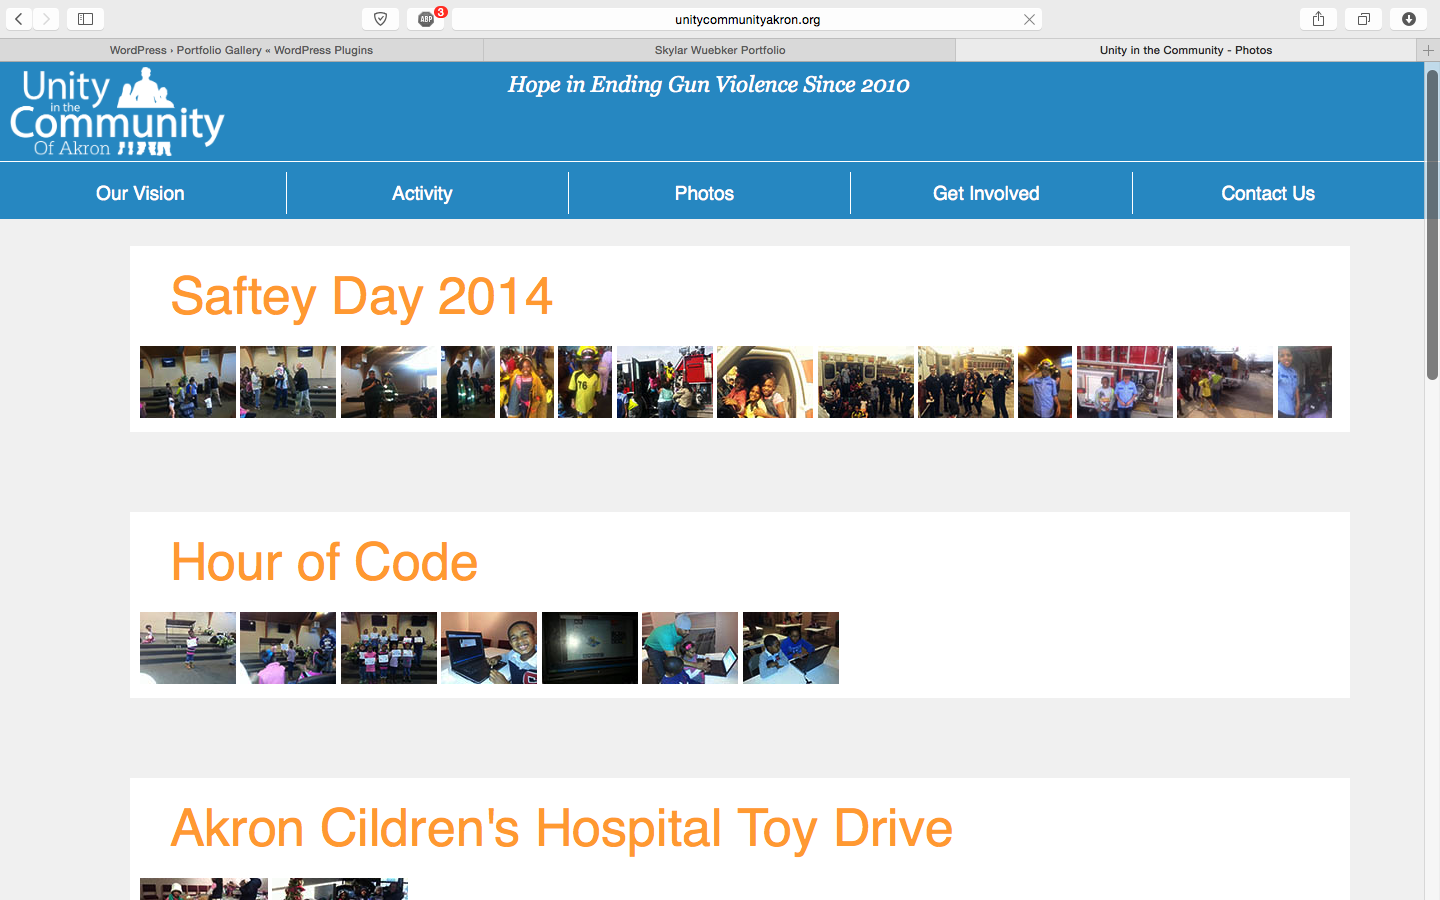 ABP
3
unitycommunityakron.org
WordPress › Portfolio Gallery « WordPress Plugins
Skylar Wuebker Portfolio
Unity in the Community - Photos
Unity
in the
Community
Of Akron
Hope in Ending Gun Violence Since 2010
Our Vision
Activity
Photos
Get Involved
Contact Us
Saftey Day 2014
76
Hour of Code
Akron Cildren's Hospital Toy Drive